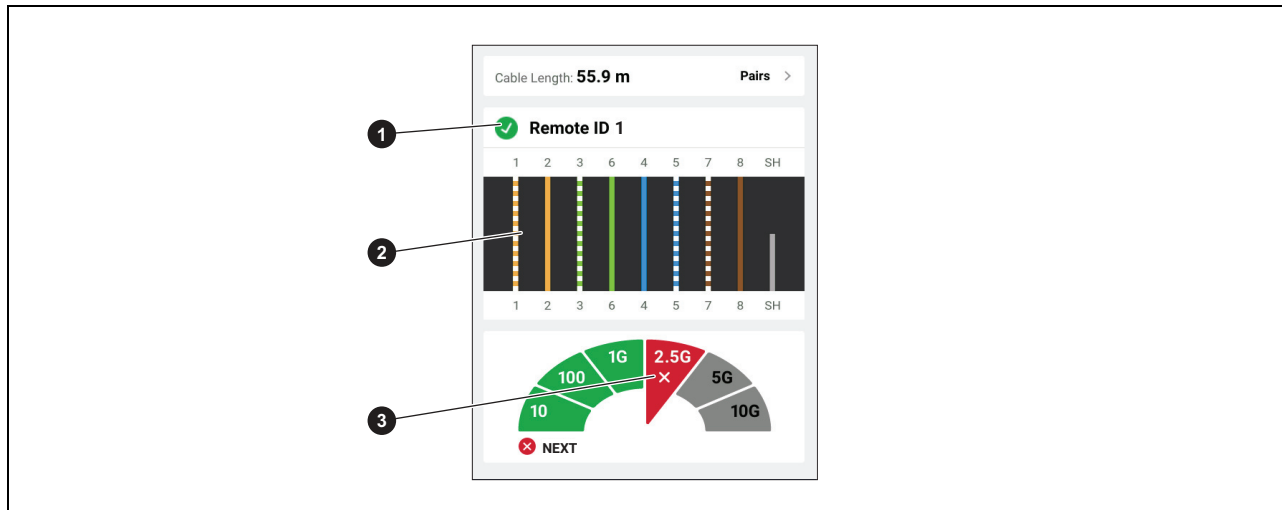 Cable Length: 55.9 m Pairs >
1 Remote ID 1
1 2 3 6 4 5 7 8 SH
2
1 2 3 6 4 5 7 8 SH
1G 2.5G
100 5G
10 10G
3
NEXT